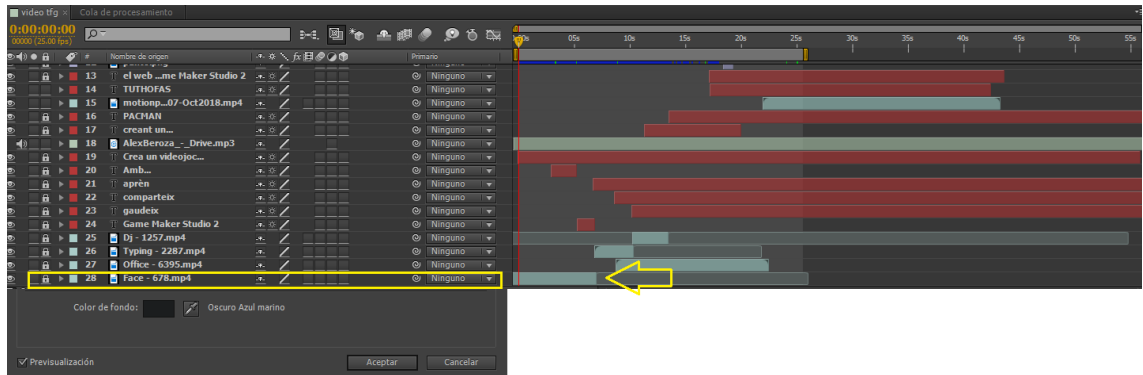 video tfg × Cola de procesamiento
0:00:00:00
00000 (25.00 fps)
00s 05s 10s 15s 20s 25s 30s 35s 40s 45s 50s 55s
# Nombre de origen fx Primario
13 T el web ...me Maker Studio 2 Ninguno
14 T TUTHOFAS Ninguno
15 motionp...07-Oct2018.mp4 Ninguno
16 T PACMAN Ninguno
17 T creant un... Ninguno
18 AlexBeroza_-_Drive.mp3 Ninguno
19 T Crea un videojoc... Ninguno
20 T Amb... Ninguno
21 T aprèn Ninguno
22 T comparteix Ninguno
23 T gaudeix Ninguno
24 T Game Maker Studio 2 Ninguno
25 Dj - 1257.mp4 Ninguno
26 Typing - 2287.mp4 Ninguno
27 Office - 6395.mp4 Ninguno
28 Face - 678.mp4 Ninguno
Color de fondo: Oscuro Azul marino
Previsualización Aceptar Cancelar